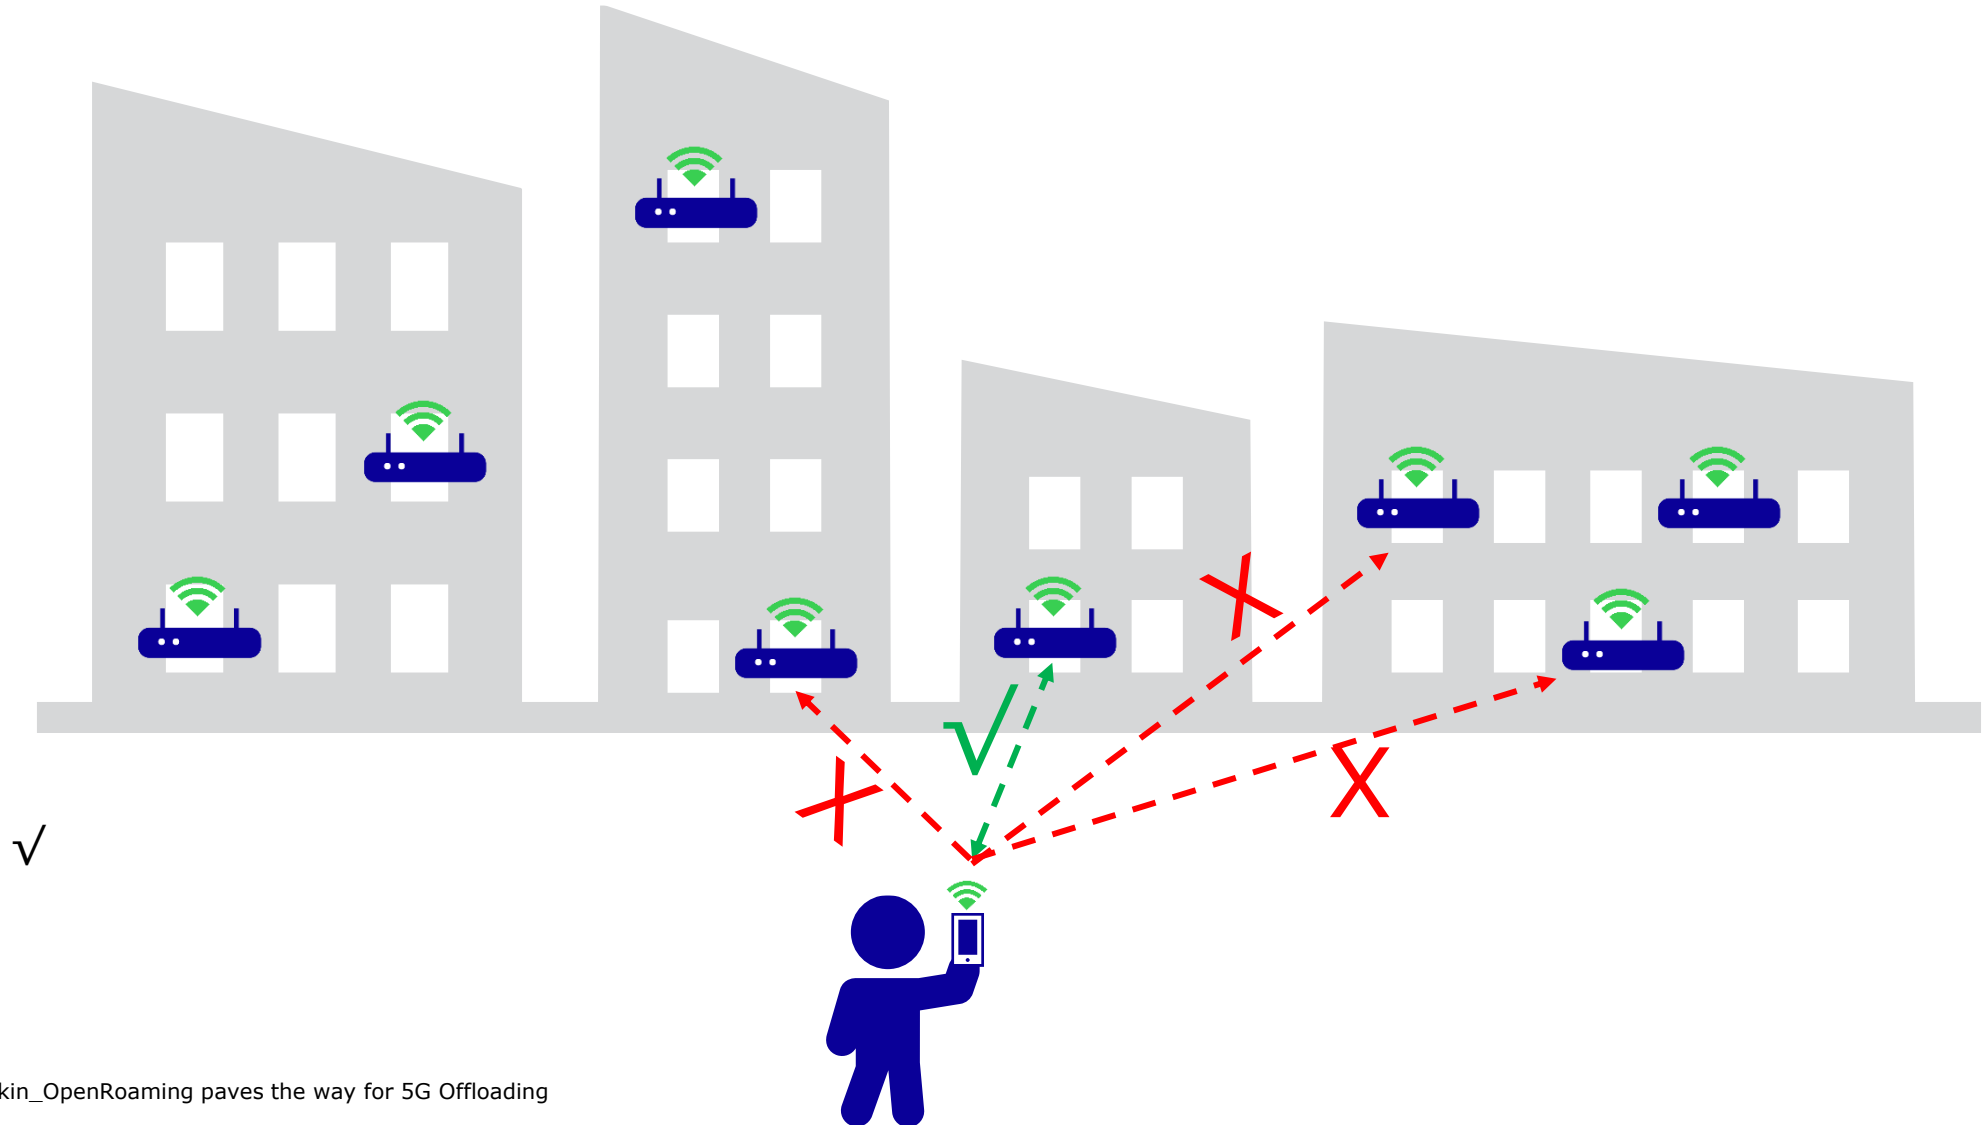 X
√
X
X
√
kin_OpenRoaming paves the way for 5G Offloading